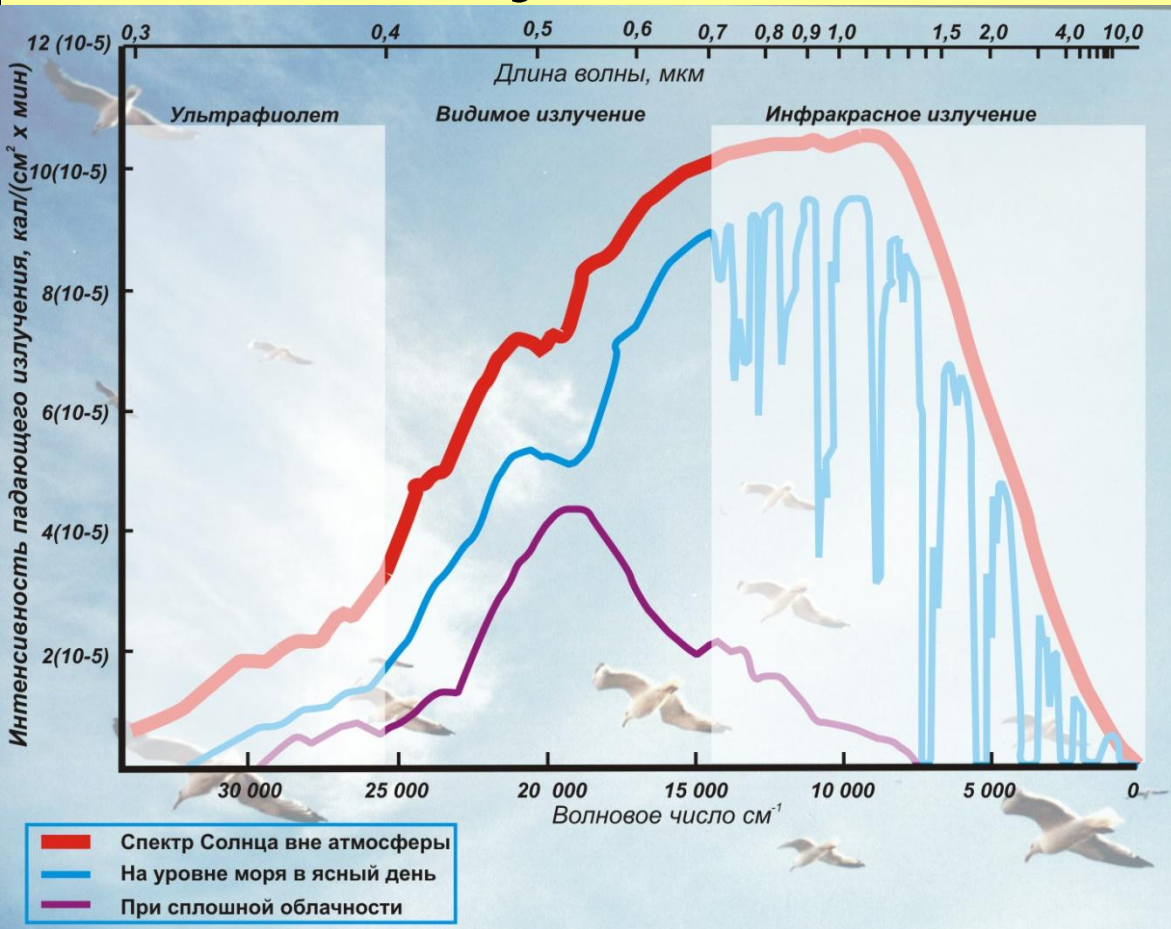 0,3 0,4 0,5 0,6 0,7 0,8 0,9 1,0 1,5 2,0 4,0 10,0
Длина волны, мкм
Ультрафиолет Видимое излучение Инфракрасное излучение
Интенсивность падающего излучения, кал/(см² х мин)
12 (10-5)
10(10-5)
8(10-5)
6(10-5)
4(10-5)
2(10-5)
30 000 25 000 20 000 15 000 10 000 5 000 0
Волновое число см⁻¹
Спектр Солнца вне атмосферы
На уровне моря в ясный день
При сплошной облачности